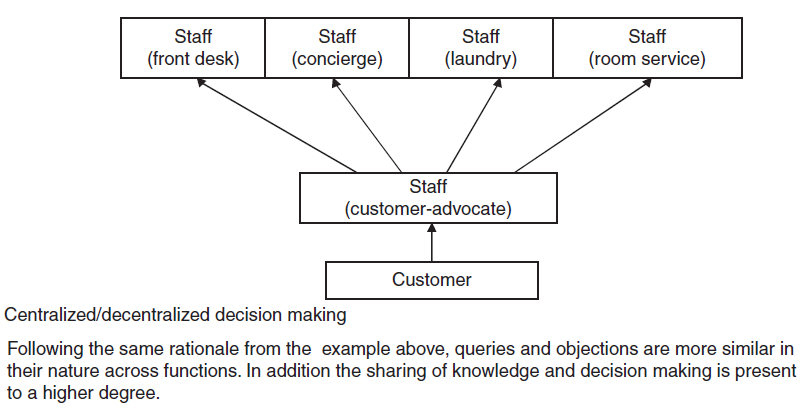 Staff Staff Staff Staff
(front desk) (concierge) (laundry) (room service)
Staff
(customer-advocate)
Customer
Centralized/decentralized decision making
Following the same rationale from the example above, queries and objections are more similar in
their nature across functions. In addition the sharing of knowledge and decision making is present
to a higher degree.